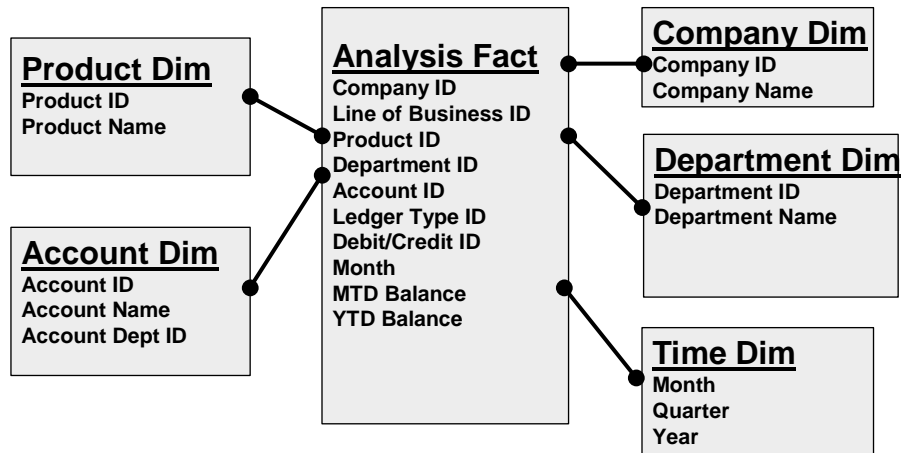 Product Dim
Product ID
Product Name
Account Dim
Account ID
Account Name
Account Dept ID
Analysis Fact
Company ID
Line of Business ID
Product ID
Department ID
Account ID
Ledger Type ID
Debit/Credit ID
Month
MTD Balance
YTD Balance
Company Dim
Company ID
Company Name
Department Dim
Department ID
Department Name
Time Dim
Month
Quarter
Year